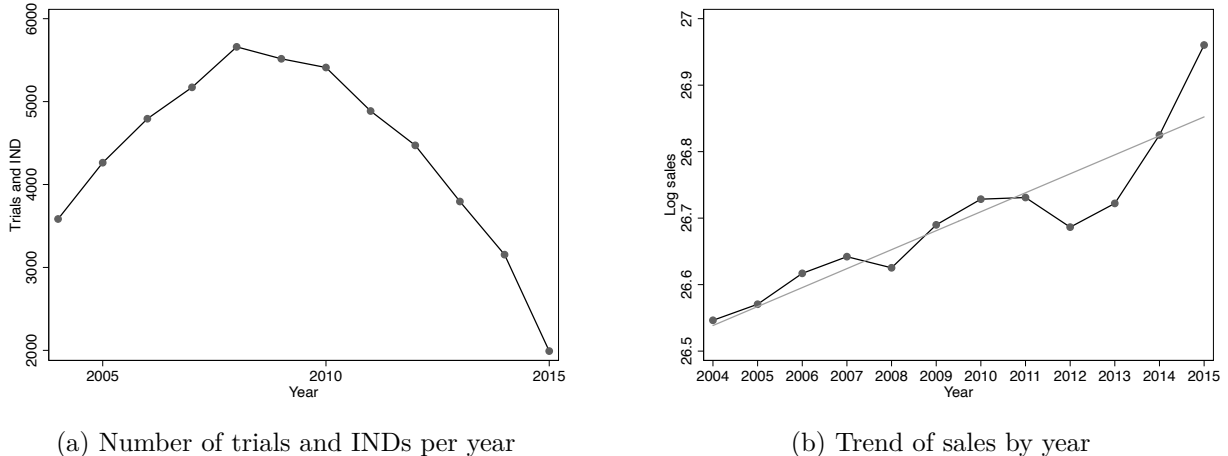 6000
5000
4000
3000
2000
Trials and IND
2005 2010 2015
Year
(a) Number of trials and INDs per year
27
26.9
26.8
26.7
26.6
26.5
Log sales
2004 2005 2006 2007 2008 2009 2010 2011 2012 2013 2014 2015
Year
(b) Trend of sales by year